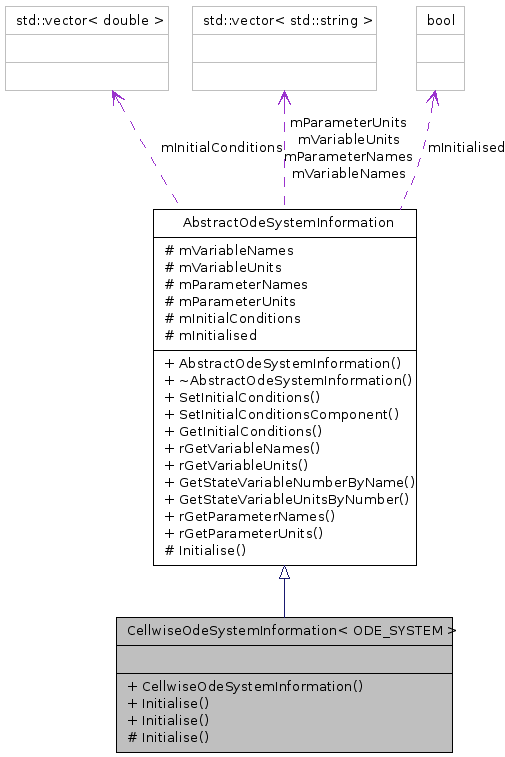 std::vector< double >
std::vector< std::string >
bool
mInitialConditions
mParameterUnits
mVariableUnits
mParameterNames
mVariableNames
mInitialised
AbstractOdeSystemInformation
# mVariableNames
# mVariableUnits
# mParameterNames
# mParameterUnits
# mInitialConditions
# mInitialised
+ AbstractOdeSystemInformation()
+ ~AbstractOdeSystemInformation()
+ SetInitialConditions()
+ SetInitialConditionsComponent()
+ GetInitialConditions()
+ rGetVariableNames()
+ rGetVariableUnits()
+ GetStateVariableNumberByName()
+ GetStateVariableUnitsByNumber()
+ rGetParameterNames()
+ rGetParameterUnits()
# Initialise()
CellwiseOdeSystemInformation< ODE_SYSTEM >
+ CellwiseOdeSystemInformation()
+ Initialise()
+ Initialise()
# Initialise()